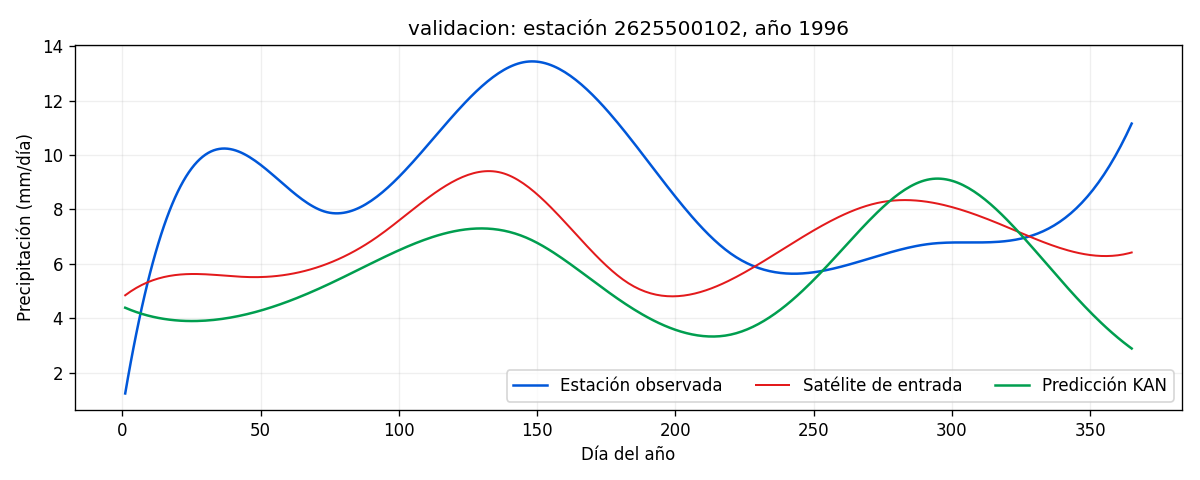 validacion: estación 2625500102, año 1996
Precipitación (mm/día)
14
12
10
8
6
4
2
Estación observada
Satélite de entrada
Predicción KAN
0 50 100 150 200 250 300 350
Día del año